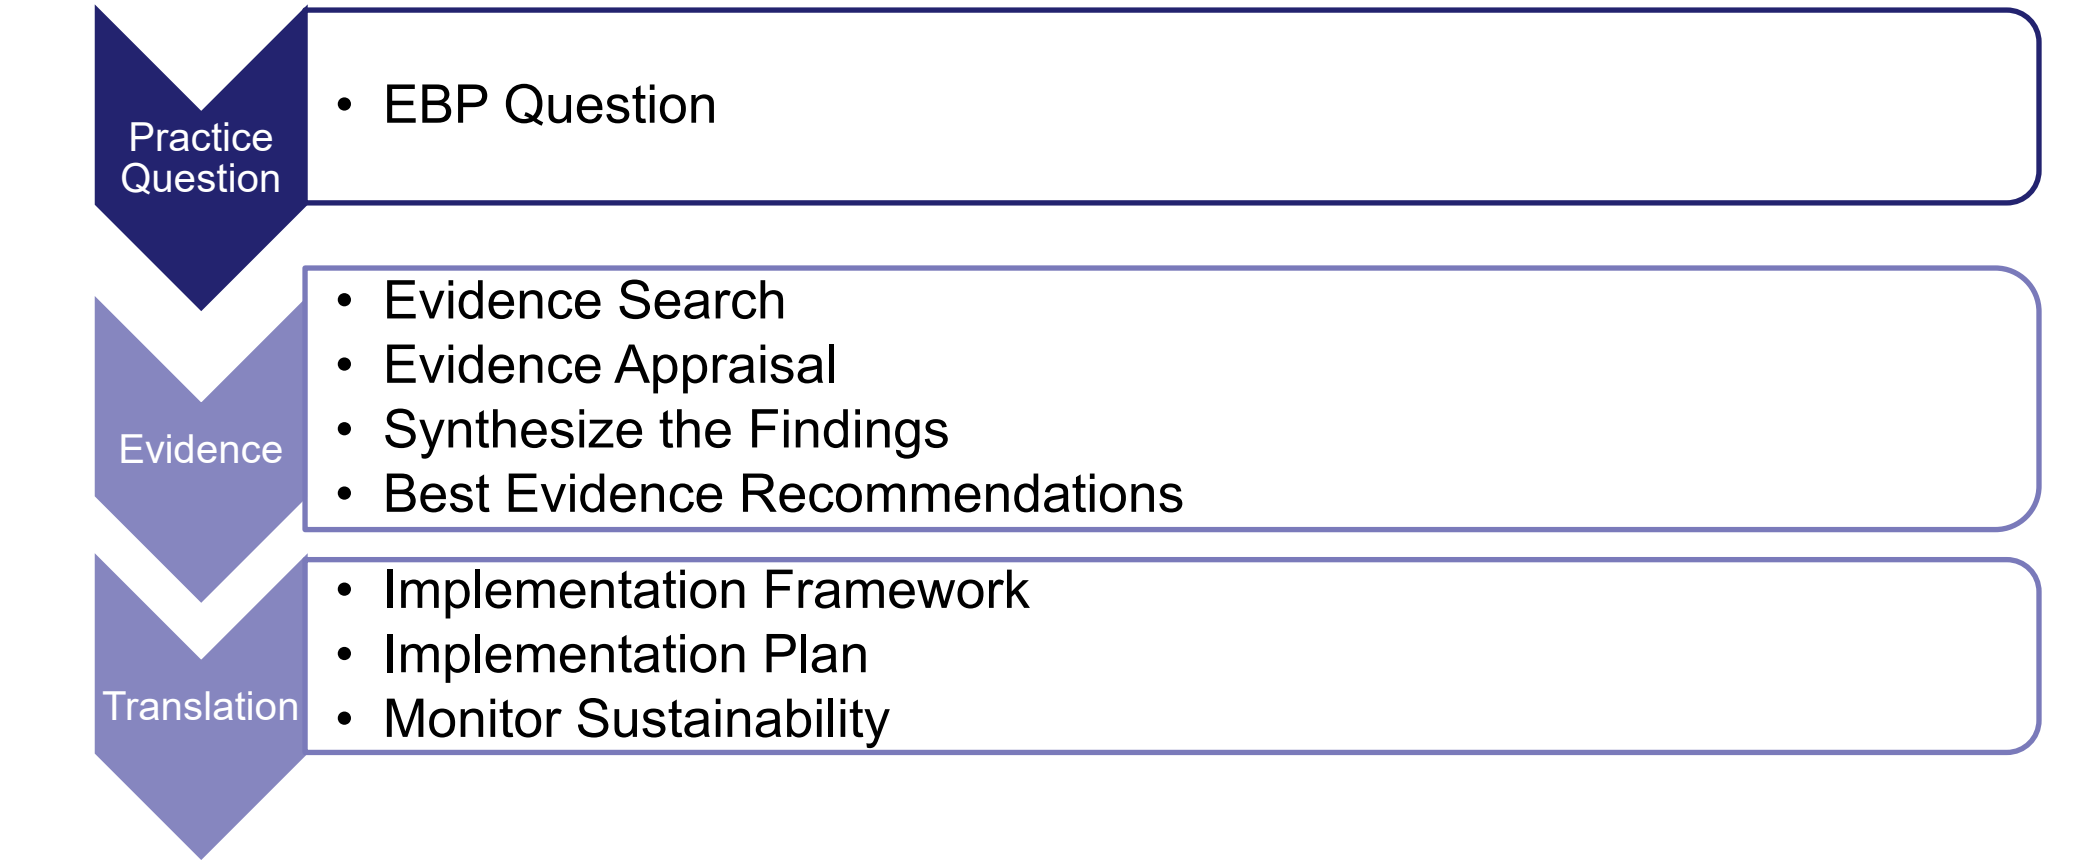 Practice
Question
• EBP Question
Evidence
• Evidence Search
• Evidence Appraisal
• Synthesize the Findings
• Best Evidence Recommendations
Translation
• Implementation Framework
• Implementation Plan
• Monitor Sustainability